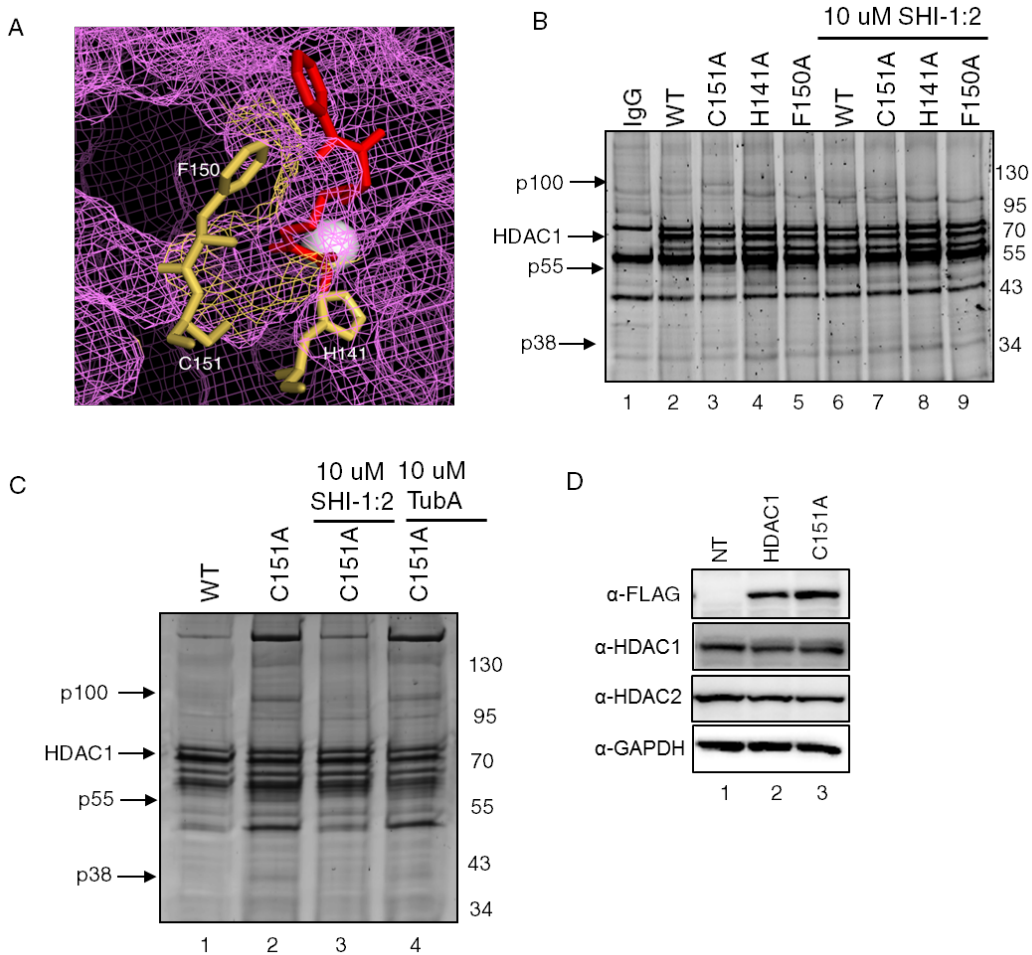 A
F150
C151
H141
B
10 uM SHI-1:2
IgG
WT
C151A
H141A
F150A
WT
C151A
H141A
F150A
p100
HDAC1
p55
p38
130
95
70
55
43
34
1 2 3 4 5 6 7 8 9
C
10 uM 10 uM
SHI-1:2 TubA
WT
C151A
C151A
C151A
p100
HDAC1
p55
p38
130
95
70
55
43
34
1 2 3 4
D
NT
HDAC1
C151A
α-FLAG
α-HDAC1
α-HDAC2
α-GAPDH
1 2 3